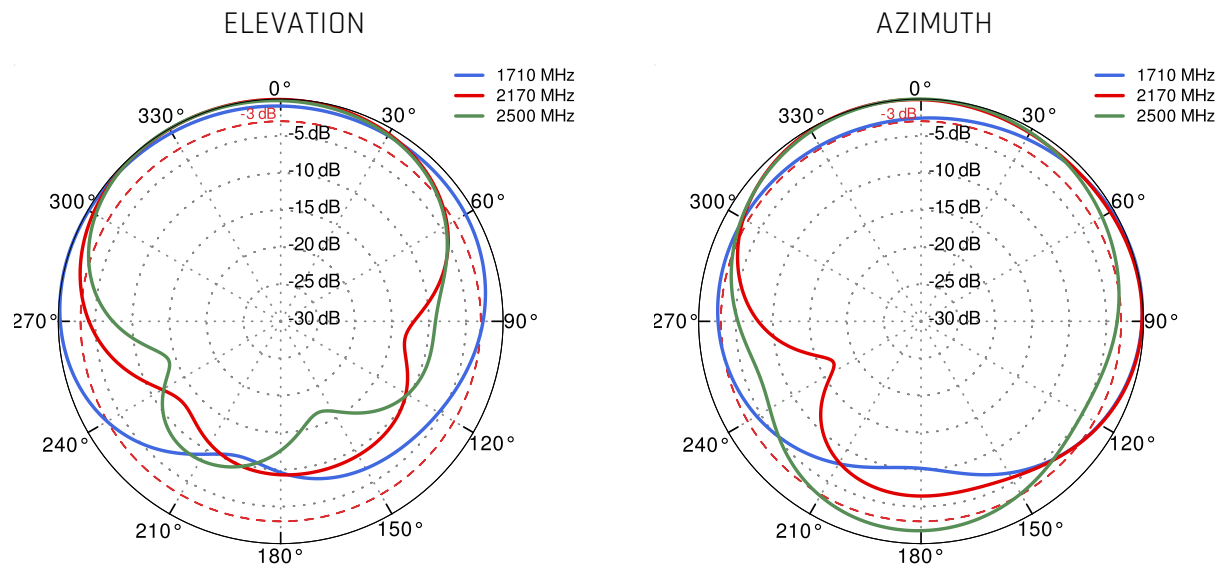 ELEVATION
1710 MHz
2170 MHz
2500 MHz
0°
30°
60°
90°
120°
150°
180°
210°
240°
270°
300°
330°
-3 dB
-5 dB
-10 dB
-15 dB
-20 dB
-25 dB
-30 dB
AZIMUTH
1710 MHz
2170 MHz
2500 MHz
0°
30°
60°
90°
120°
150°
180°
210°
240°
270°
300°
330°
-3 dB
-5 dB
-10 dB
-15 dB
-20 dB
-25 dB
-30 dB